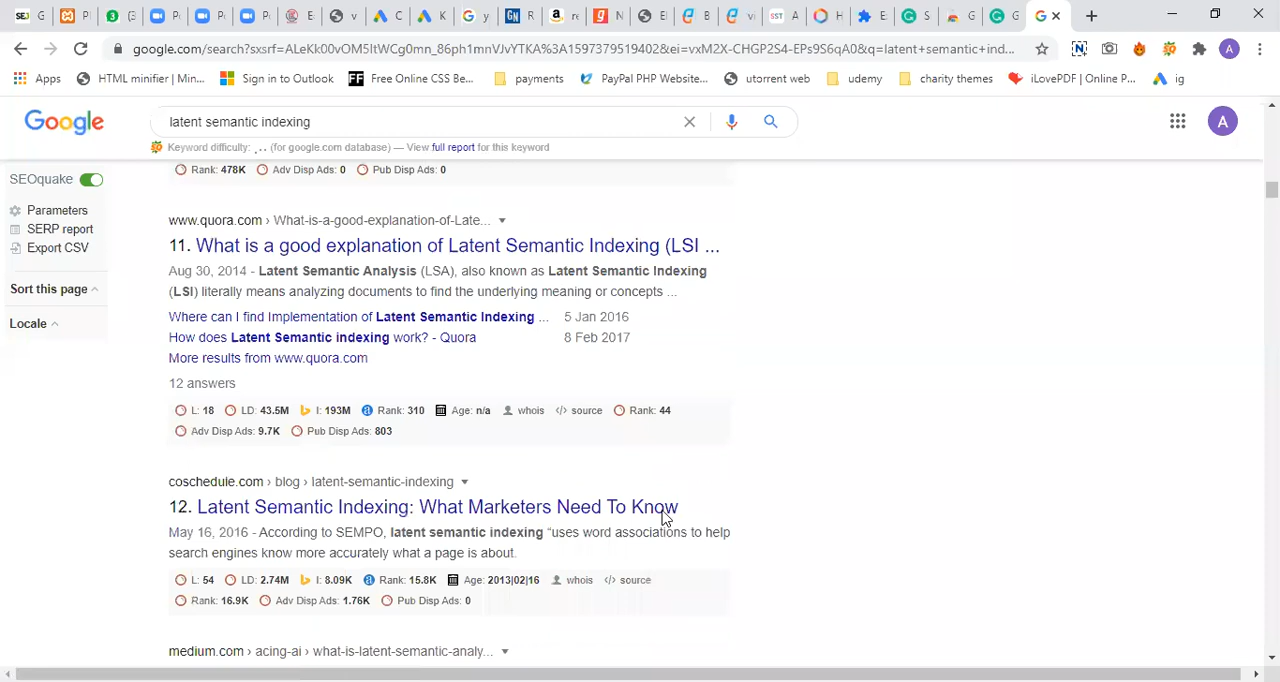 SEJ G Pl (3 Po Po Po E v C K y GN R a re g N El B vi SST A H E: S G G
google.com/search?sxsrf=ALeKk00vOM5ltWCg0mn_86ph1mnVJvYTKA%3A1597379519402&ei=vxM2X-CHGP2S4-EPs9S6qA0&q=latent+semantic+ind... A
Apps HTML minifier | Min... Sign in to Outlook FF Free Online CSS Be... payments PayPal PHP Website... utorrent web udemy charity themes iLovePDF | Online P... ig
Google latent semantic indexing A
Keyword difficulty: (for google.com database) — View full report for this keyword
Rank: 478K Adv Disp Ads: 0 Pub Disp Ads: 0
SEOquake
Parameters
SERP report
Export CSV
Sort this page
Locale
www.quora.com › What-is-a-good-explanation-of-Late...
11. What is a good explanation of Latent Semantic Indexing (LSI ...
Aug 30, 2014 - Latent Semantic Analysis (LSA), also known as Latent Semantic Indexing
(LSI) literally means analyzing documents to find the underlying meaning or concepts ...
Where can I find Implementation of Latent Semantic Indexing ... 5 Jan 2016
How does Latent Semantic indexing work? - Quora 8 Feb 2017
More results from www.quora.com
12 answers
L: 18 LD: 43.5M I: 193M Rank: 310 Age: n/a whois </> source Rank: 44
Adv Disp Ads: 9.7K Pub Disp Ads: 803
coschedule.com › blog › latent-semantic-indexing
12. Latent Semantic Indexing: What Marketers Need To Know
May 16, 2016 - According to SEMPO, latent semantic indexing “uses word associations to help
search engines know more accurately what a page is about.
L: 54 LD: 2.74M I: 8.09K Rank: 15.8K Age: 2013|02|16 whois </> source
Rank: 16.9K Adv Disp Ads: 1.76K Pub Disp Ads: 0
medium.com › acing-ai › what-is-latent-semantic-analy...